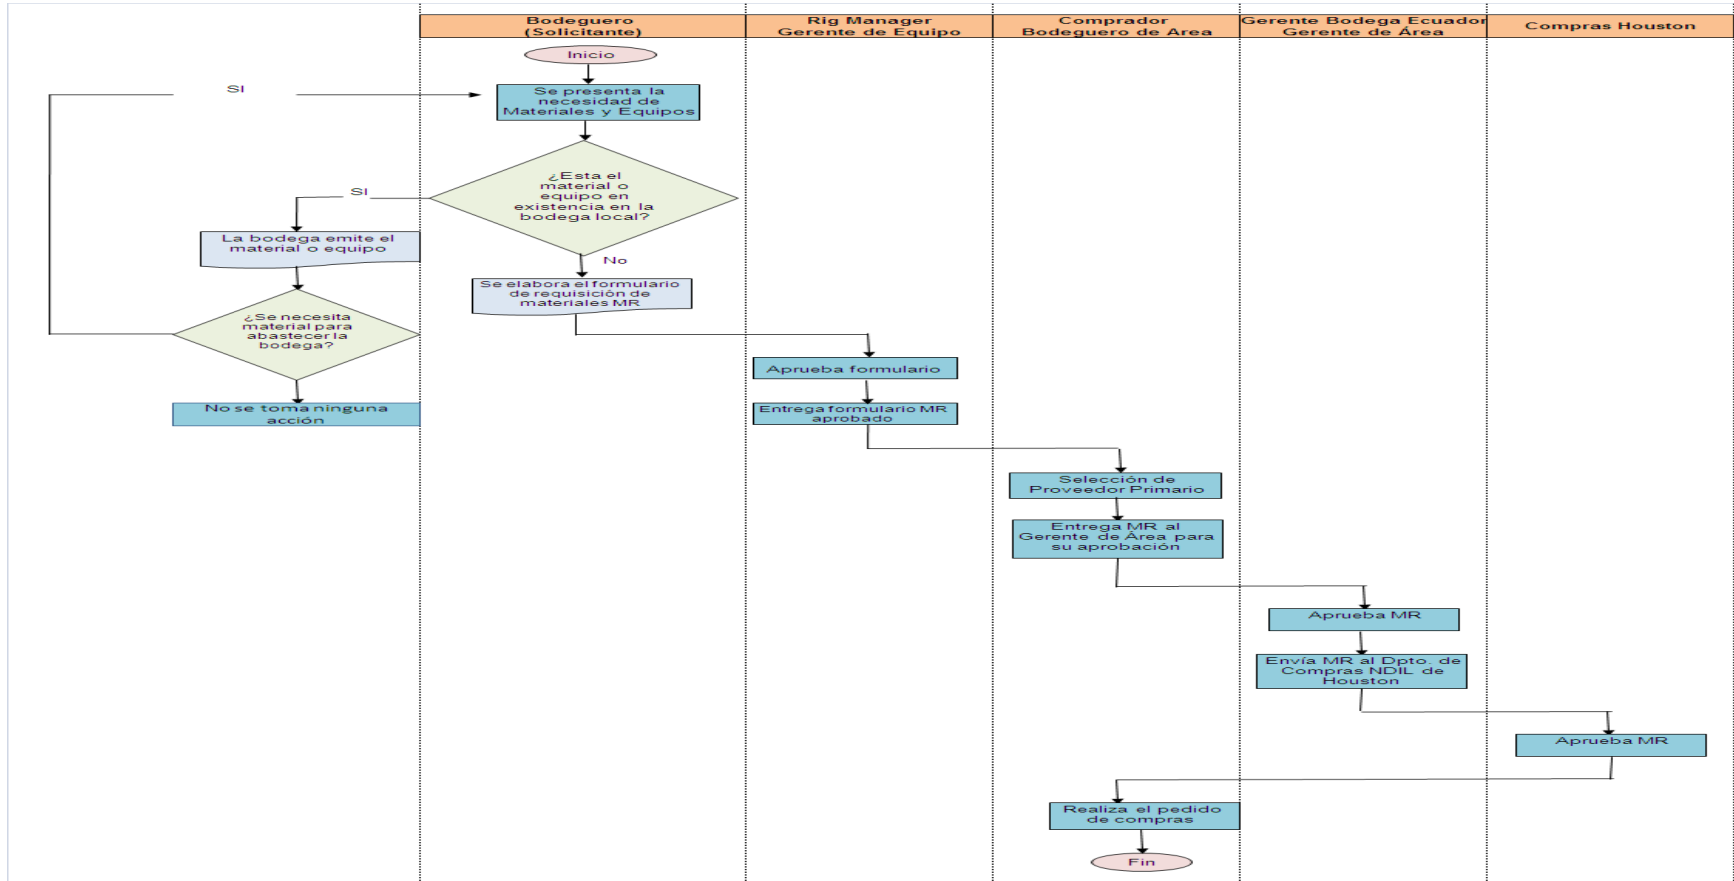 Bodeguero
(Solicitante)
Rig Manager
Gerente de Equipo
Comprador
Bodeguero de Area
Gerente Bodega Ecuador
Gerente de Área
Compras Houston
Inicio
SI
Se presenta la
necesidad de
Materiales y Equipos
¿Esta el
material o
equipo en
existencia en la
bodega local?
SI
La bodega emite el
material o equipo
No
Se elabora el formulario
de requisición de
materiales MR
¿Se necesita
material para
abastecer la
bodega?
Aprueba formulario
No se toma ninguna
acción
Entrega formulario MR
aprobado
Selección de
Proveedor Primario
Entrega MR al
Gerente de Área para
su aprobación
Aprueba MR
Envía MR al Dpto. de
Compras NDIL de
Houston
Aprueba MR
Realiza el pedido
de compras
Fin